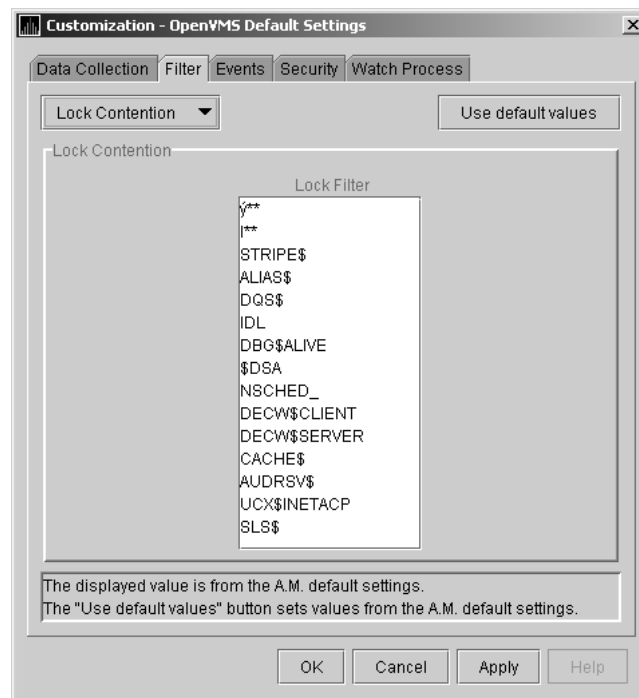 Customization - OpenVMS Default Settings
Data Collection Filter Events Security Watch Process
Lock Contention Use default values
Lock Contention
Lock Filter
ý**
l**
STRIPE$
ALIAS$
DQS$
IDL
DBG$ALIVE
$DSA
NSCHED_
DECW$CLIENT
DECW$SERVER
CACHE$
AUDRSV$
UCX$INETACP
SLS$
The displayed value is from the A.M. default settings.
The "Use default values" button sets values from the A.M. default settings.
OK Cancel Apply Help